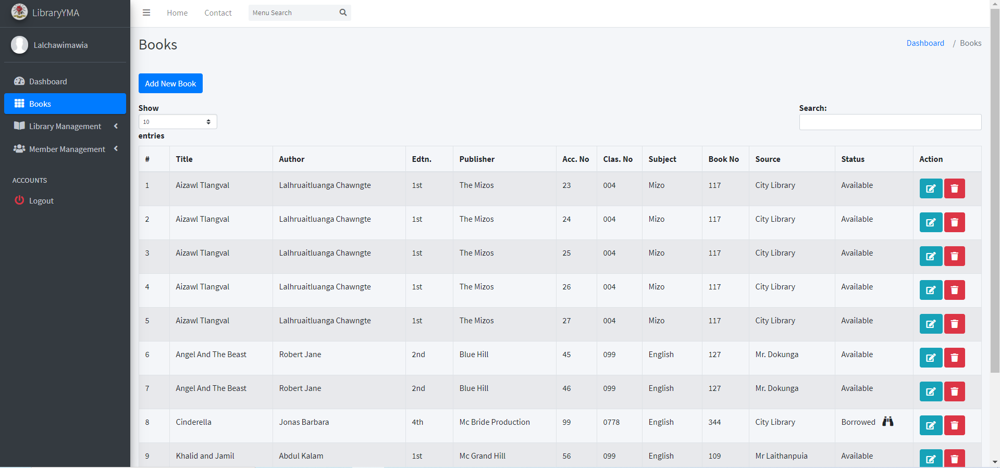 LibraryYMA
Home Contact Menu Search
Lalchawimawia
Dashboard
Books
Library Management
Member Management
ACCOUNTS
Logout
Books
Dashboard / Books
Add New Book
Show
10
entries
Search:
# Title Author Edtn. Publisher Acc. No Clas. No Subject Book No Source Status Action
1 Aizawl Tlangval Lalhruaitluanga Chawngte 1st The Mizos 23 004 Mizo 117 City Library Available
2 Aizawl Tlangval Lalhruaitluanga Chawngte 1st The Mizos 24 004 Mizo 117 City Library Available
3 Aizawl Tlangval Lalhruaitluanga Chawngte 1st The Mizos 25 004 Mizo 117 City Library Available
4 Aizawl Tlangval Lalhruaitluanga Chawngte 1st The Mizos 26 004 Mizo 117 City Library Available
5 Aizawl Tlangval Lalhruaitluanga Chawngte 1st The Mizos 27 004 Mizo 117 City Library Available
6 Angel And The Beast Robert Jane 2nd Blue Hill 45 099 English 127 Mr. Dokunga Available
7 Angel And The Beast Robert Jane 2nd Blue Hill 46 099 English 127 Mr. Dokunga Available
8 Cinderella Jonas Barbara 4th Mc Bride Production 99 0778 English 344 City Library Borrowed
9 Khalid and Jamil Abdul Kalam 1st Mc Grand Hill 56 099 English 109 Mr Laithanpuia Available